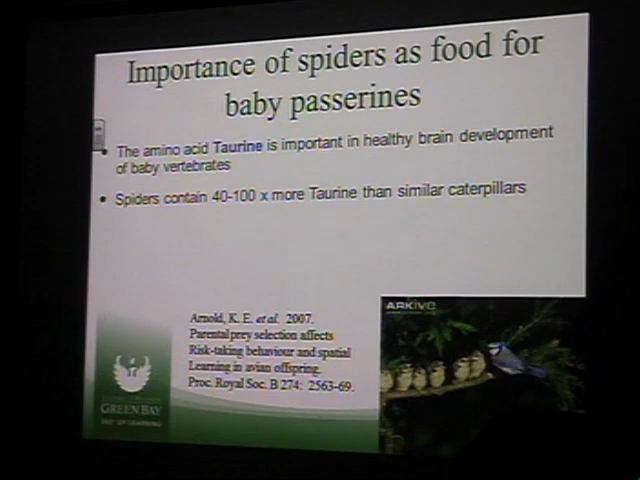 Importance of spiders as food for
baby passerines
• The amino acid Taurine is important in healthy brain development
of baby vertebrates
• Spiders contain 40-100 x more Taurine than similar caterpillars
Arnold, K. E. et al. 2007.
Parental prey selection affects
Risk-taking behaviour and spatial
Learning in avian offspring.
Proc. Royal Soc. B 274: 2563-69.
ARKIVE
GREEN BAY